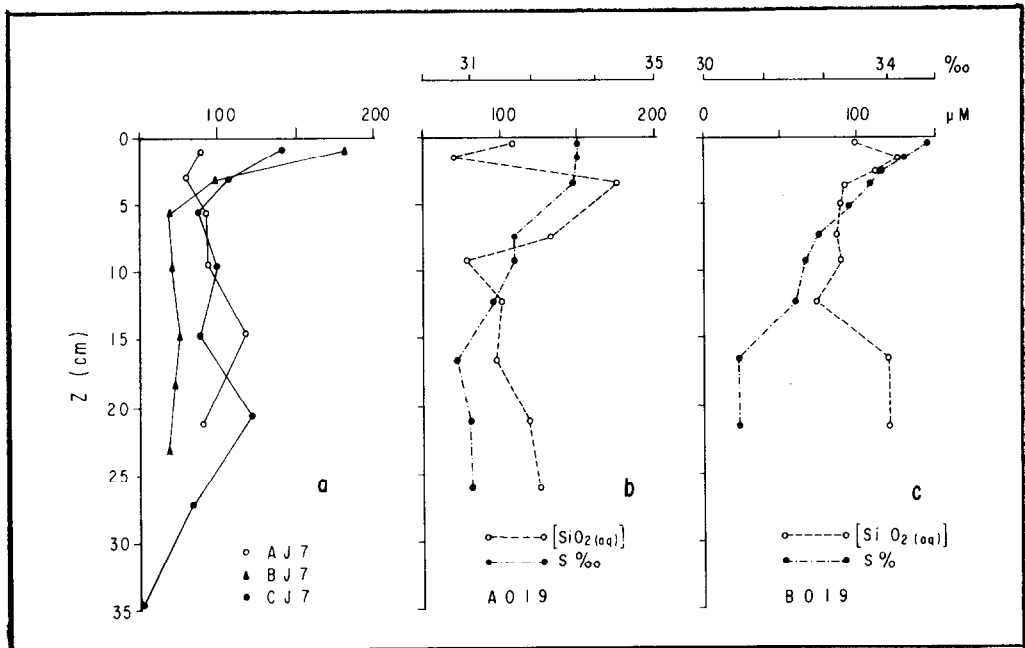 31 35 30 34 ‰
100 200 100 200 100 μM
0
5
10
15
20
25
30
35
Z (cm)
a
b
c
○ A J 7
▲ B J 7
● C J 7
[SiO2(aq)]
S‰
A O 1 9
[Si O2(aq)]
S%
B O 1 9